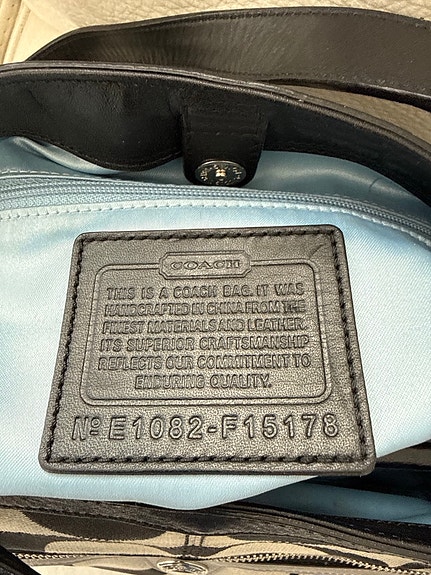 COACH
THIS IS A COACH BAG. IT WAS
HANDCRAFTED IN CHINA FROM THE
FINEST MATERIALS AND LEATHER.
ITS SUPERIOR CRAFTSMANSHIP
REFLECTS OUR COMMITMENT TO
ENDURING QUALITY.
Nº E1082-F15178